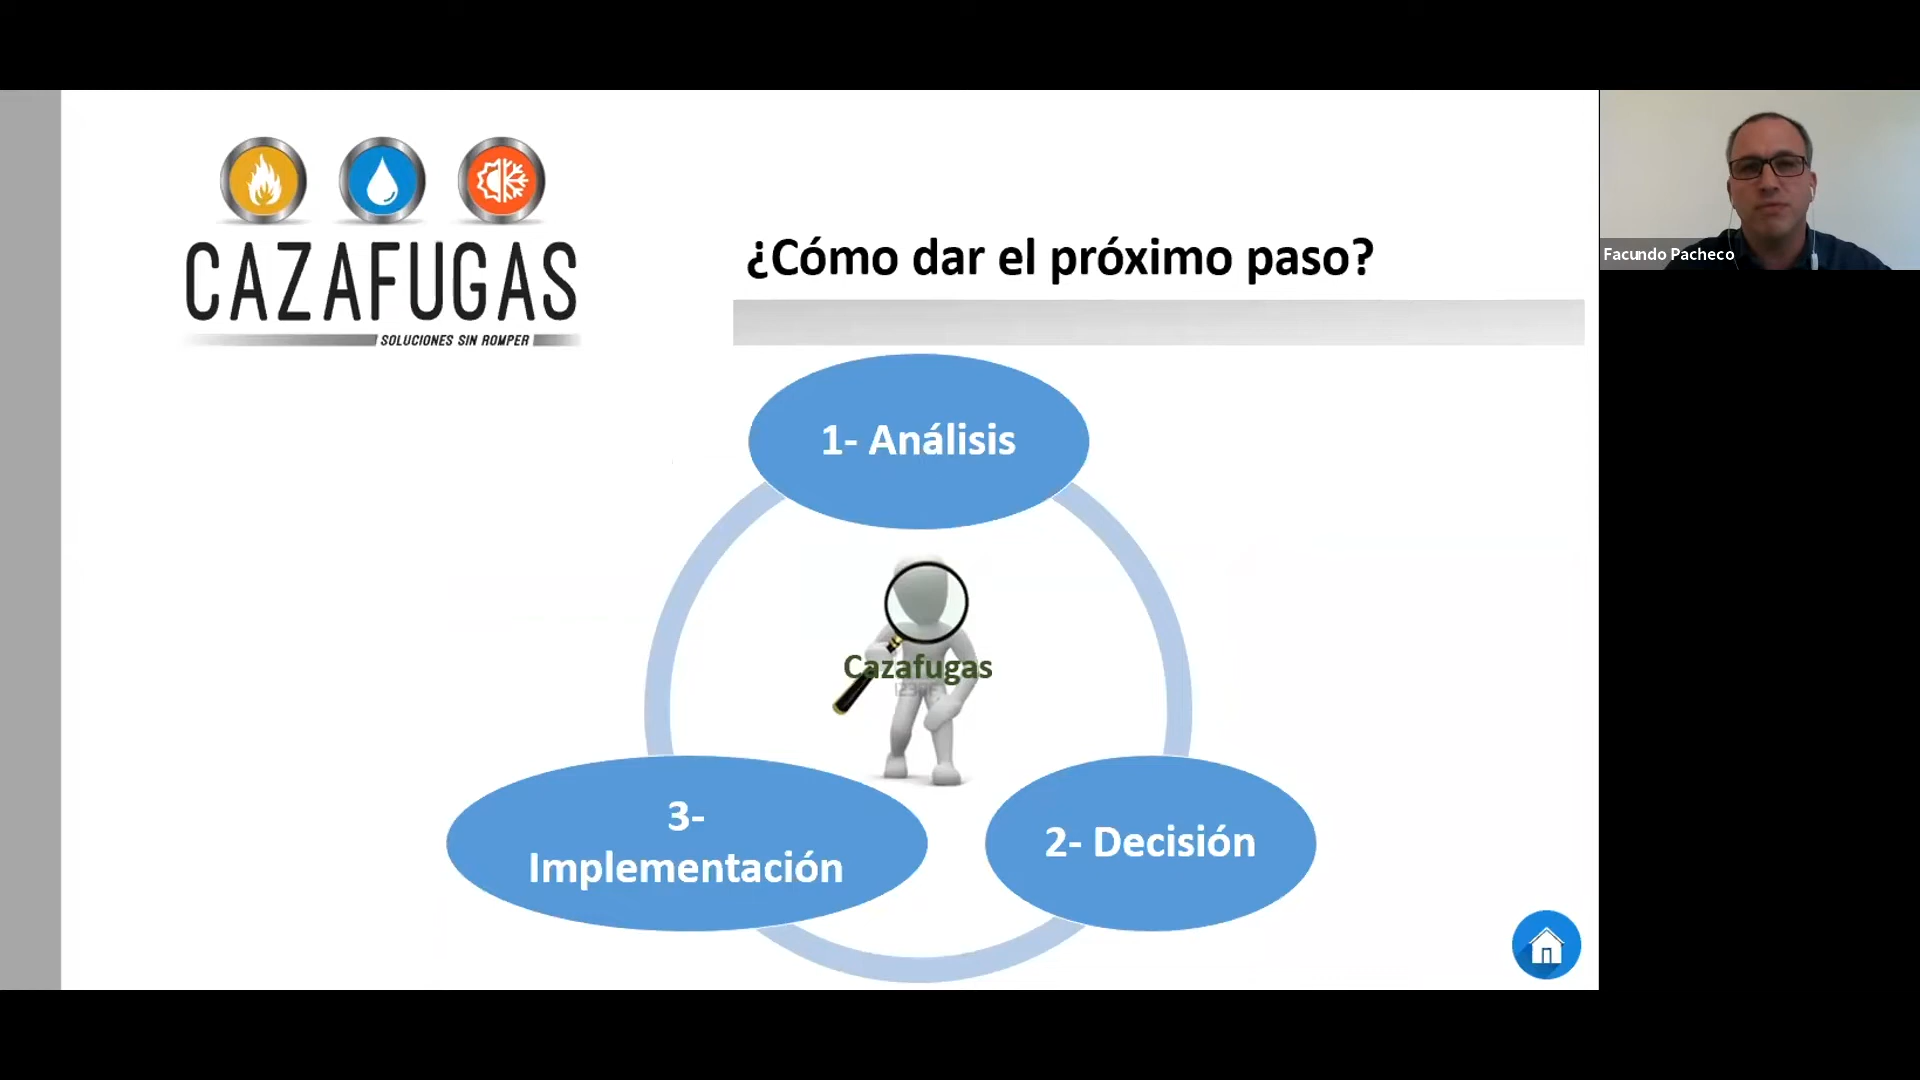 CAZAFUGAS
SOLUCIONES SIN ROMPER
¿Cómo dar el próximo paso?
Facundo Pacheco
1- Análisis
Cazafugas
3-
Implementación
2- Decisión